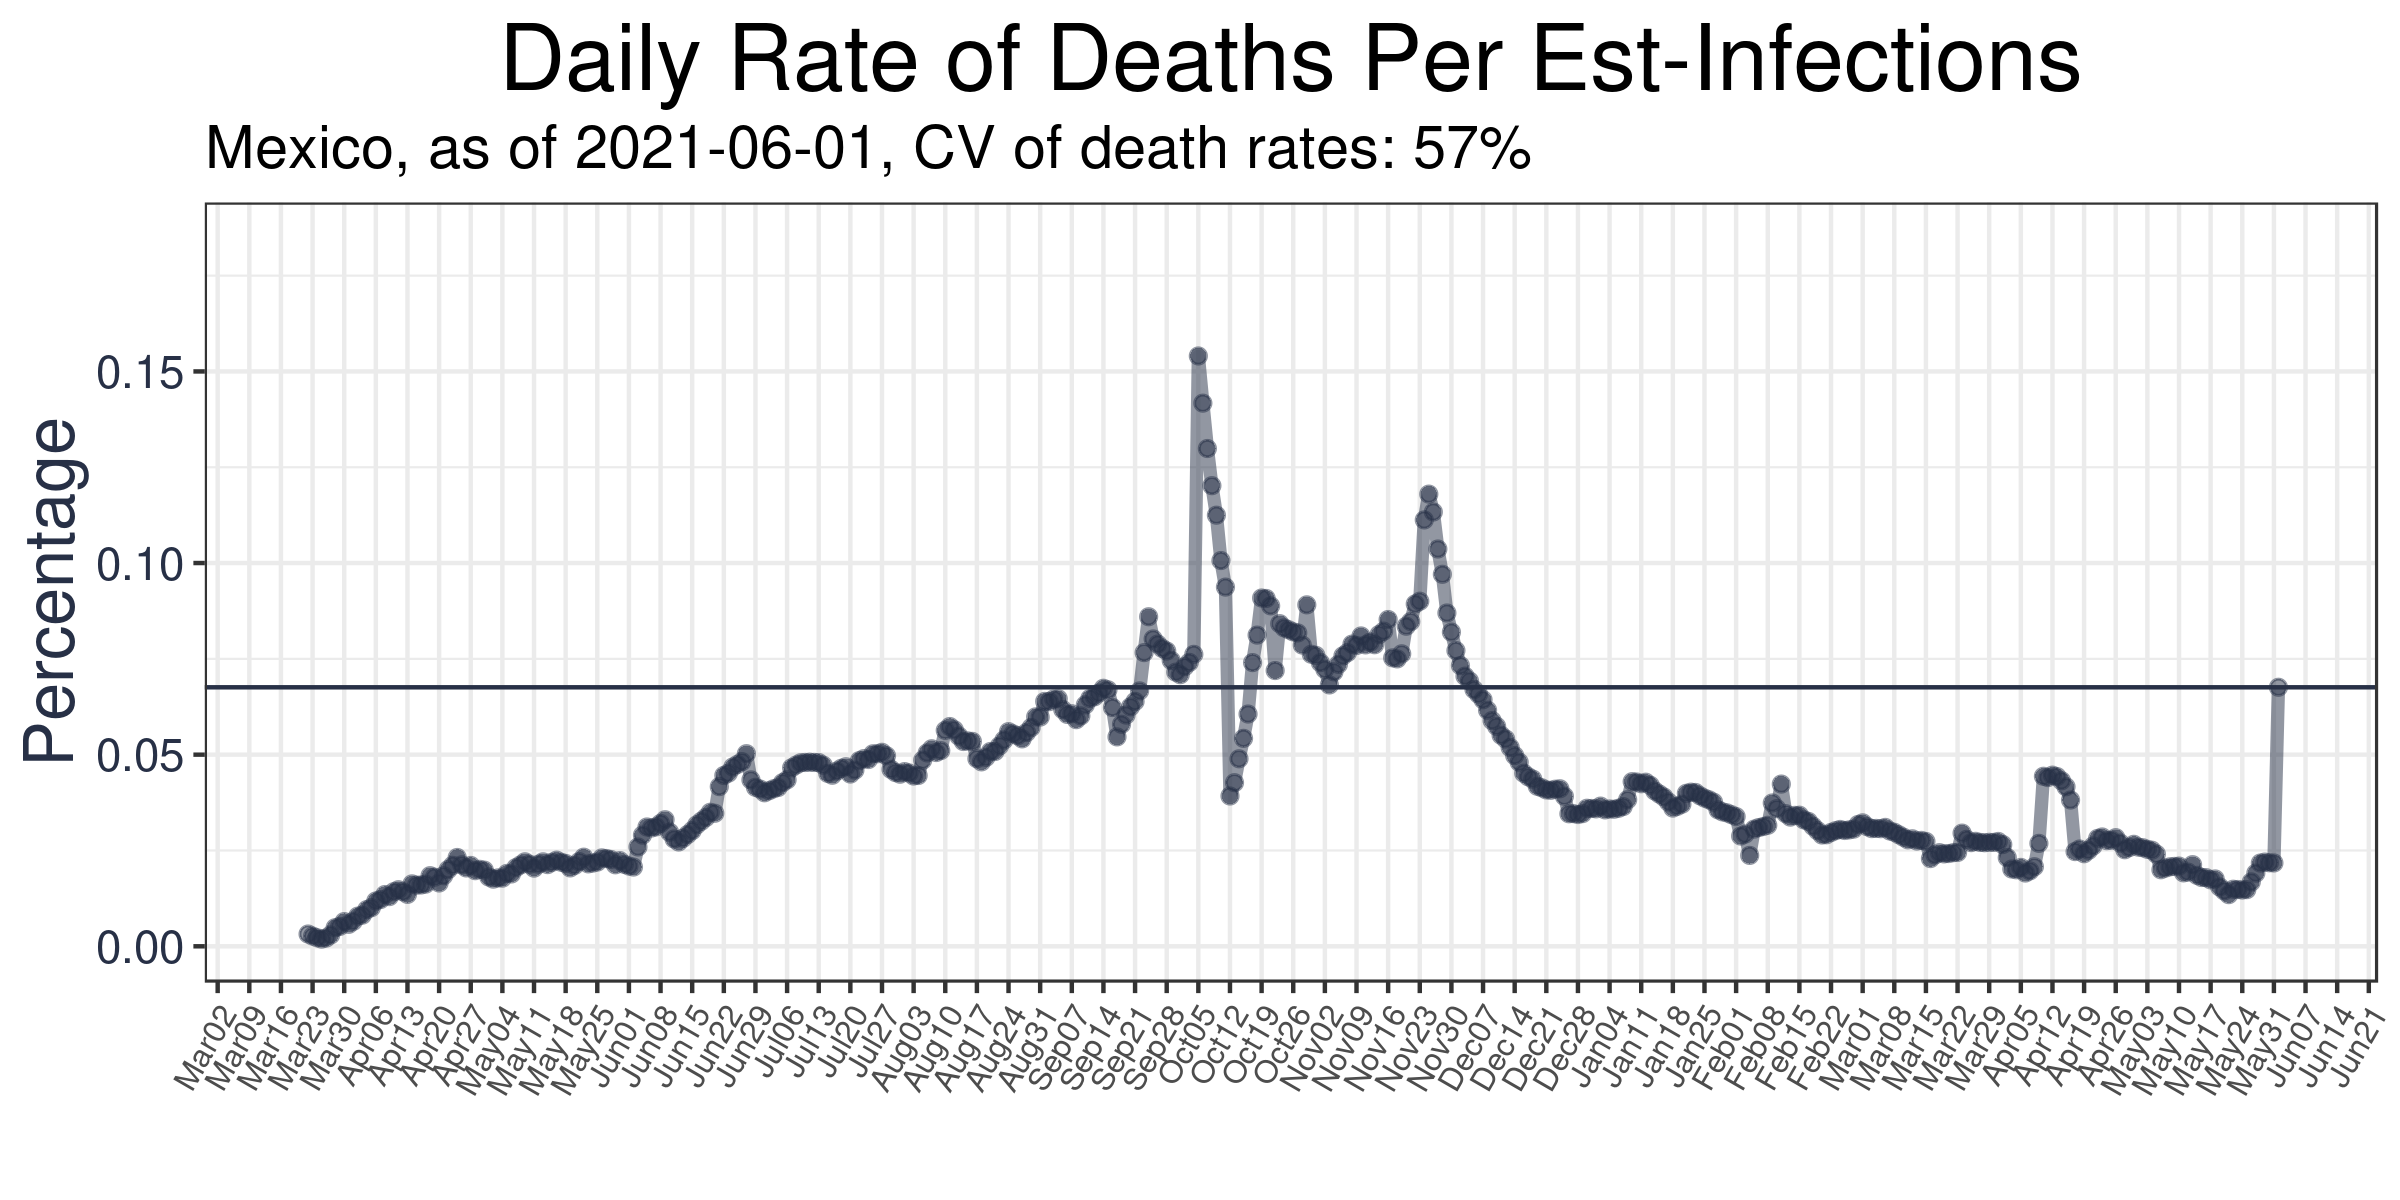 Daily Rate of Deaths Per Est-Infections
Mexico, as of 2021-06-01, CV of death rates: 57%
Percentage
0.15
0.10
0.05
0.00
Mar02
Mar09
Mar16
Mar23
Mar30
Apr06
Apr13
Apr20
Apr27
May04
May11
May18
May25
Jun01
Jun08
Jun15
Jun22
Jun29
Jul06
Jul13
Jul20
Jul27
Aug03
Aug10
Aug17
Aug24
Aug31
Sep07
Sep14
Sep21
Sep28
Oct05
Oct12
Oct19
Oct26
Nov02
Nov09
Nov16
Nov23
Nov30
Dec07
Dec14
Dec21
Dec28
Jan04
Jan11
Jan18
Jan25
Feb01
Feb08
Feb15
Feb22
Mar01
Mar08
Mar15
Mar22
Mar29
Apr05
Apr12
Apr19
Apr26
May03
May10
May17
May24
May31
Jun07
Jun14
Jun21